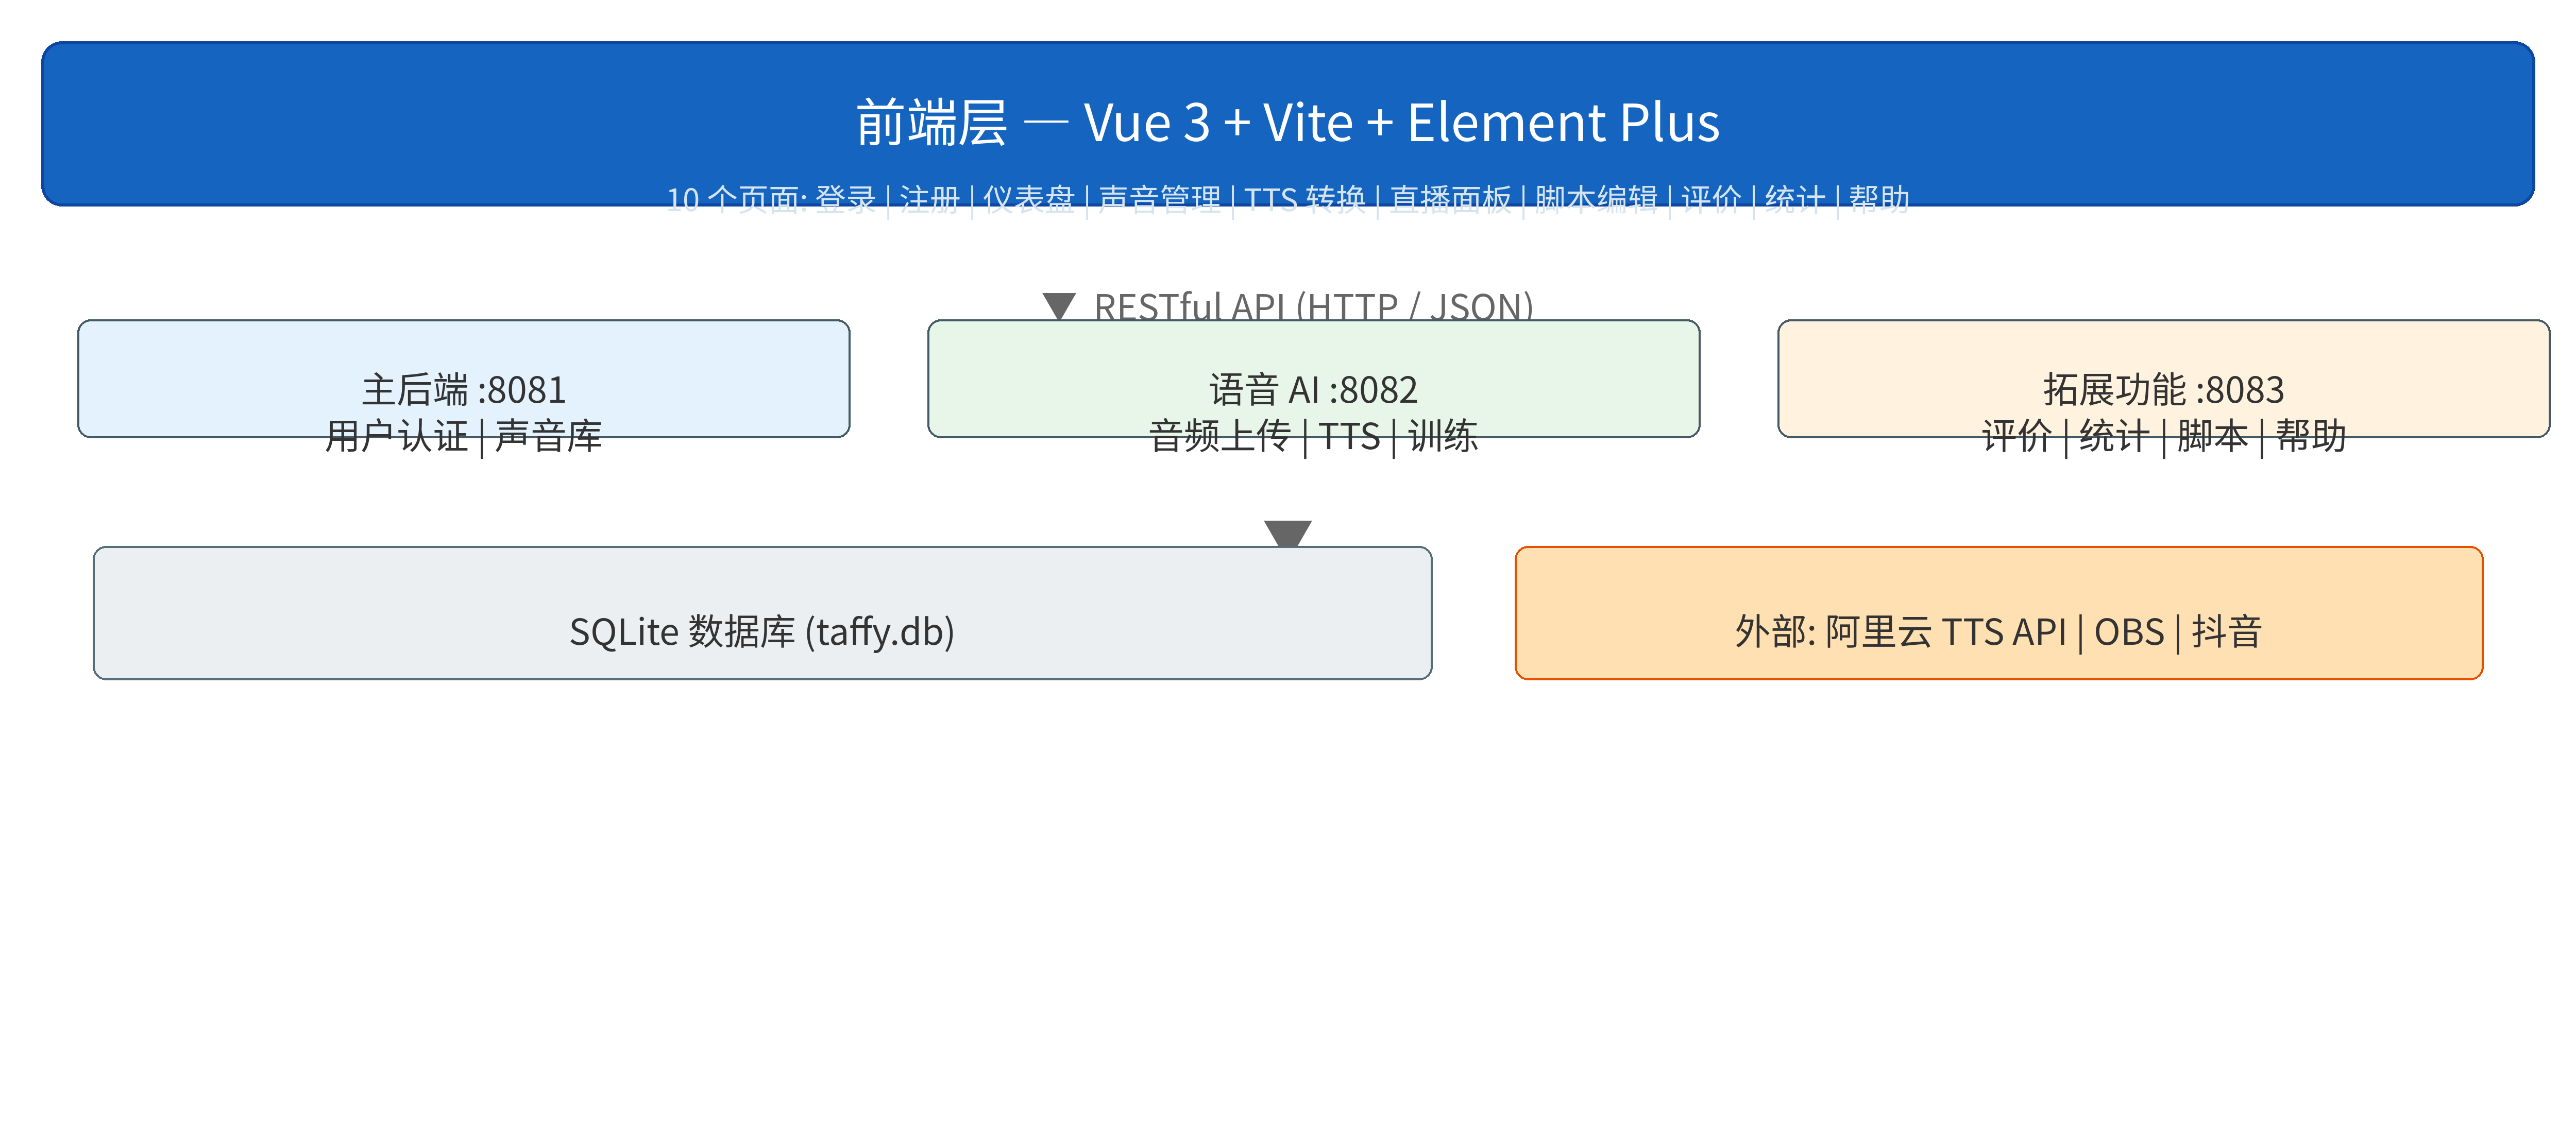 前端层 — Vue 3 + Vite + Element Plus
10 个页面: 登录 | 注册 | 仪表盘 | 声音管理 | TTS 转换 | 直播面板 | 脚本编辑 | 评价 | 统计 | 帮助
▼ RESTful API (HTTP / JSON)
主后端 :8081
用户认证 | 声音库
语音 AI :8082
音频上传 | TTS | 训练
拓展功能 :8083
评价 | 统计 | 脚本 | 帮助
▼
SQLite 数据库 (taffy.db)
外部: 阿里云 TTS API | OBS | 抖音